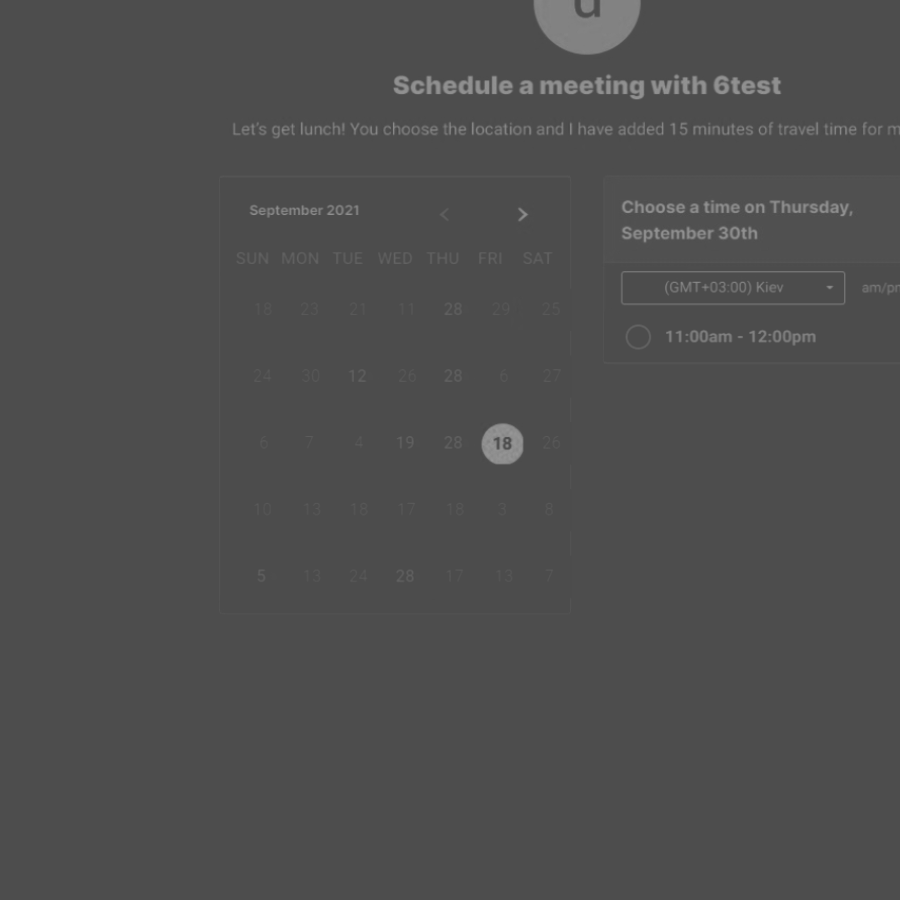 Schedule a meeting with 6test
Let's get lunch! You choose the location and I have added 15 minutes of travel time for m
September 2021 < >
SUN MON TUE WED THU FRI SAT
18 23 21 11 28 29 25
24 30 12 26 28 6 27
6 7 4 19 28 18 26
10 13 18 17 18 3 8
5 13 24 28 17 13 7
Choose a time on Thursday,
September 30th
(GMT+03:00) Kiev am/pm
11:00am - 12:00pm